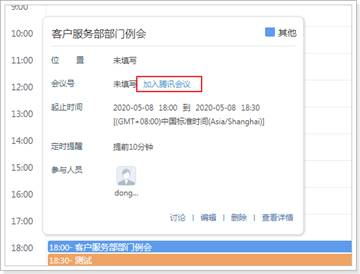 9:00
10:00
11:00
12:00
13:00
14:00
15:00
16:00
17:00
18:00
客户服务部部门例会
其他
位 置 未填写
会议号 未填写 加入腾讯会议
起止时间 2020-05-08 18:00 到 2020-05-08 18:30
[(GMT+08:00)中国标准时间(Asia/Shanghai)]
定时提醒 提前10分钟
参与人员
dong...
讨论 | 编辑 | 删除 | 查看详情
18:00- 客户服务部部门例会
18:30- 测试